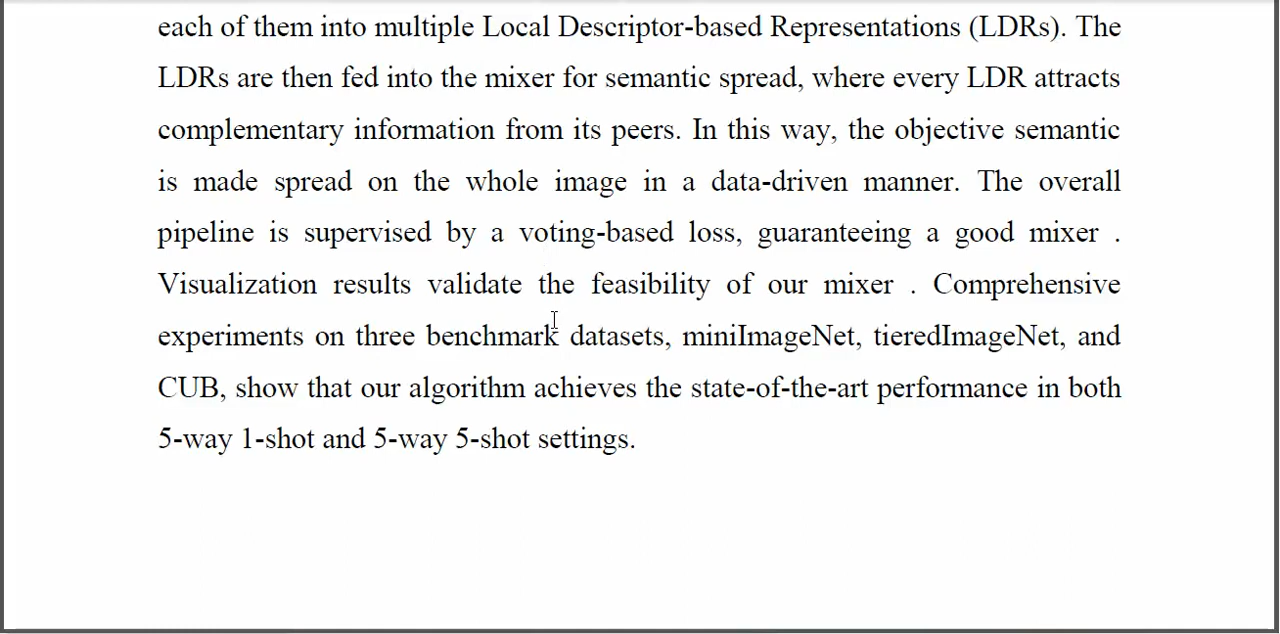 each of them into multiple Local Descriptor-based Representations (LDRs). The
LDRs are then fed into the mixer for semantic spread, where every LDR attracts
complementary information from its peers. In this way, the objective semantic
is made spread on the whole image in a data-driven manner. The overall
pipeline is supervised by a voting-based loss, guaranteeing a good mixer .
Visualization results validate the feasibility of our mixer . Comprehensive
experiments on three benchmark datasets, miniImageNet, tieredImageNet, and
CUB, show that our algorithm achieves the state-of-the-art performance in both
5-way 1-shot and 5-way 5-shot settings.